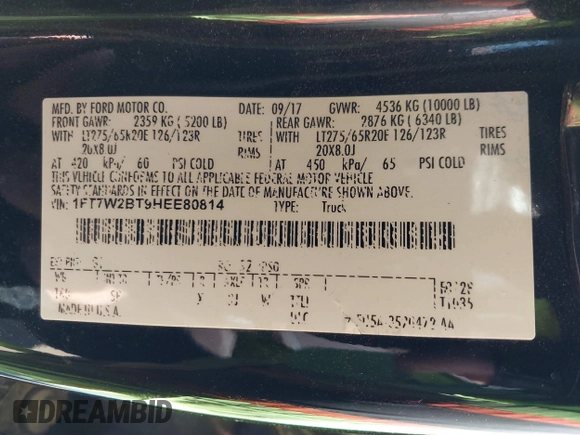 MFD. BY FORD MOTOR CO. DATE: 09/17 GVWR: 4536 KG (10000 LB)
FRONT GAWR: 2359 KG (5200 LB) REAR GAWR: 2876 KG (6340 LB)
WITH LT275/65R20E 126/123R TIRES WITH LT275/65R20E 126/123R TIRES
20X8.0J RIMS 20X8.0J RIMS
AT 420 kPa/ 60 PSI COLD AT 450 kPa/ 65 PSI COLD
THIS VEHICLE CONFORMS TO ALL APPLICABLE FEDERAL MOTOR VEHICLE
SAFETY STANDARDS IN EFFECT ON THE DATE OF MANUFACTURE SHOWN ABOVE.
VIN: 1FT7W2BT9HEE80814 TYPE: Truck
WB
160
MADE IN U.S.A.
DREAMBID